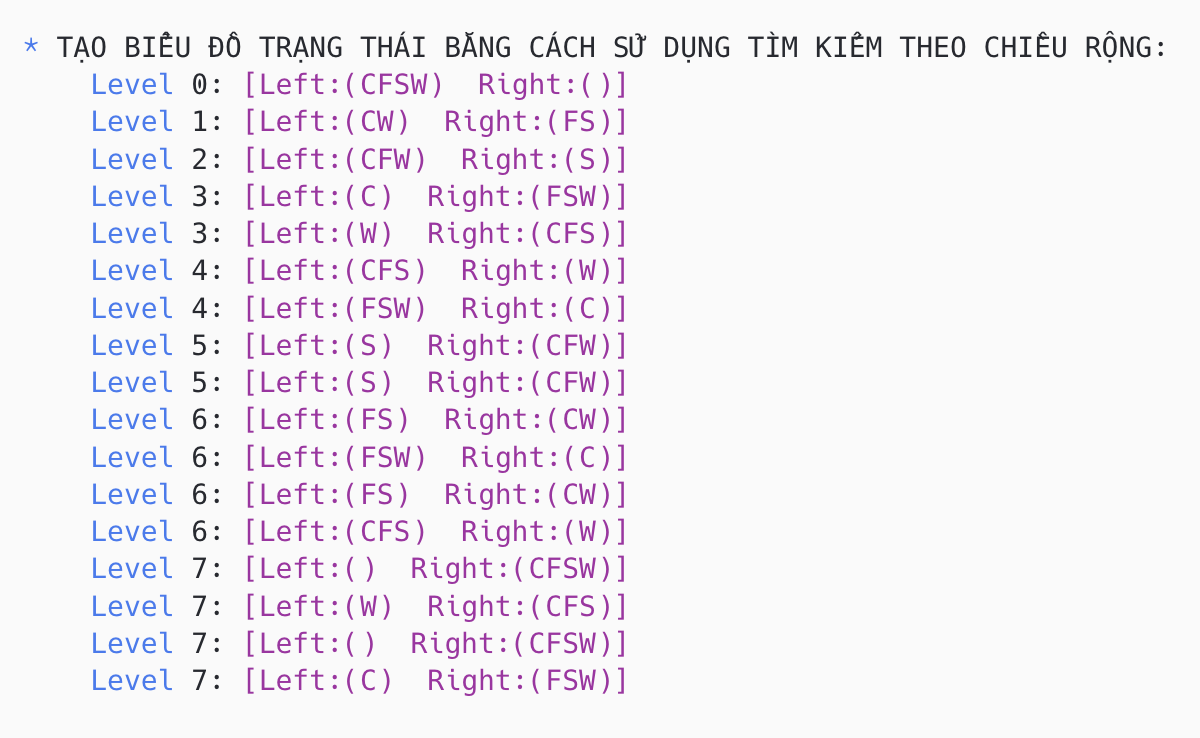 * TẠO BIỂU ĐỒ TRẠNG THÁI BẰNG CÁCH SỬ DỤNG TÌM KIẾM THEO CHIỀU RỘNG:
Level 0: [Left:(CFSW)  Right:()]
Level 1: [Left:(CW)  Right:(FS)]
Level 2: [Left:(CFW)  Right:(S)]
Level 3: [Left:(C)  Right:(FSW)]
Level 3: [Left:(W)  Right:(CFS)]
Level 4: [Left:(CFS)  Right:(W)]
Level 4: [Left:(FSW)  Right:(C)]
Level 5: [Left:(S)  Right:(CFW)]
Level 5: [Left:(S)  Right:(CFW)]
Level 6: [Left:(FS)  Right:(CW)]
Level 6: [Left:(FSW)  Right:(C)]
Level 6: [Left:(FS)  Right:(CW)]
Level 6: [Left:(CFS)  Right:(W)]
Level 7: [Left:()  Right:(CFSW)]
Level 7: [Left:(W)  Right:(CFS)]
Level 7: [Left:()  Right:(CFSW)]
Level 7: [Left:(C)  Right:(FSW)]